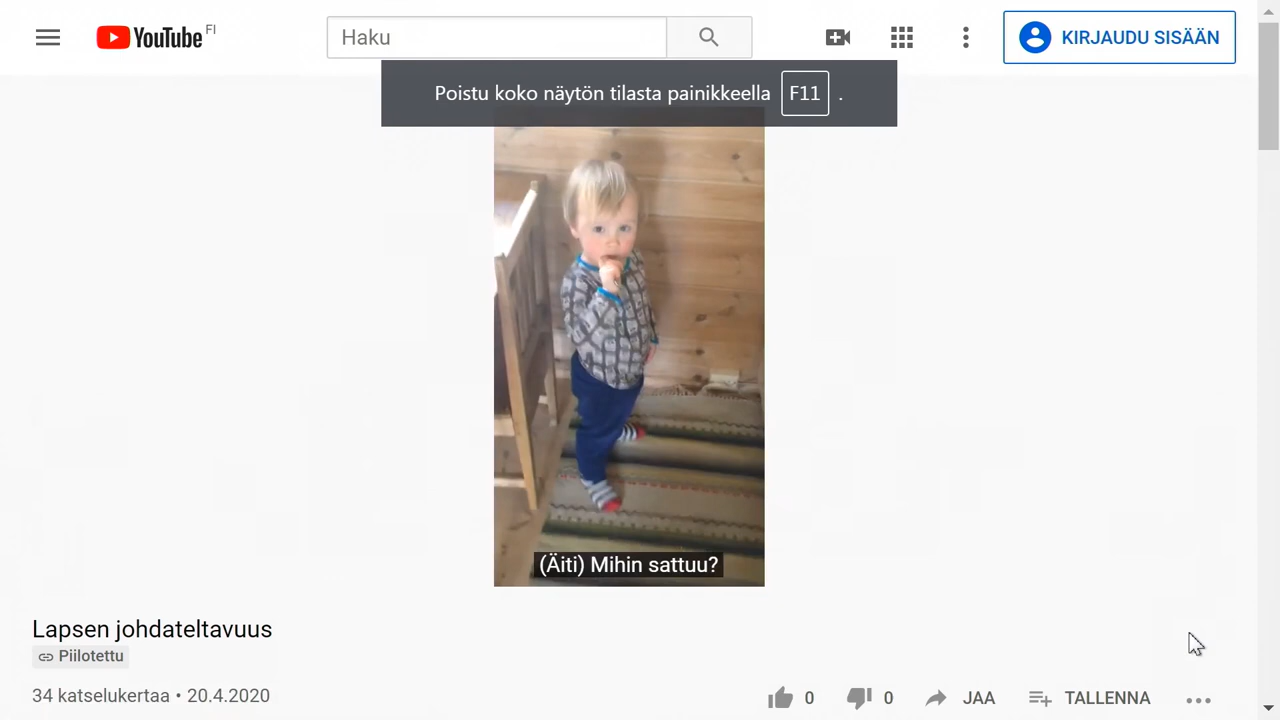 YouTube FI
Haku
KIRJAUDU SISÄÄN
Poistu koko näytön tilasta painikkeella F11 .
(Äiti) Mihin sattuu?
Lapsen johdateltavuus
Piilotettu
34 katselukertaa • 20.4.2020
0
0
JAA
TALLENNA